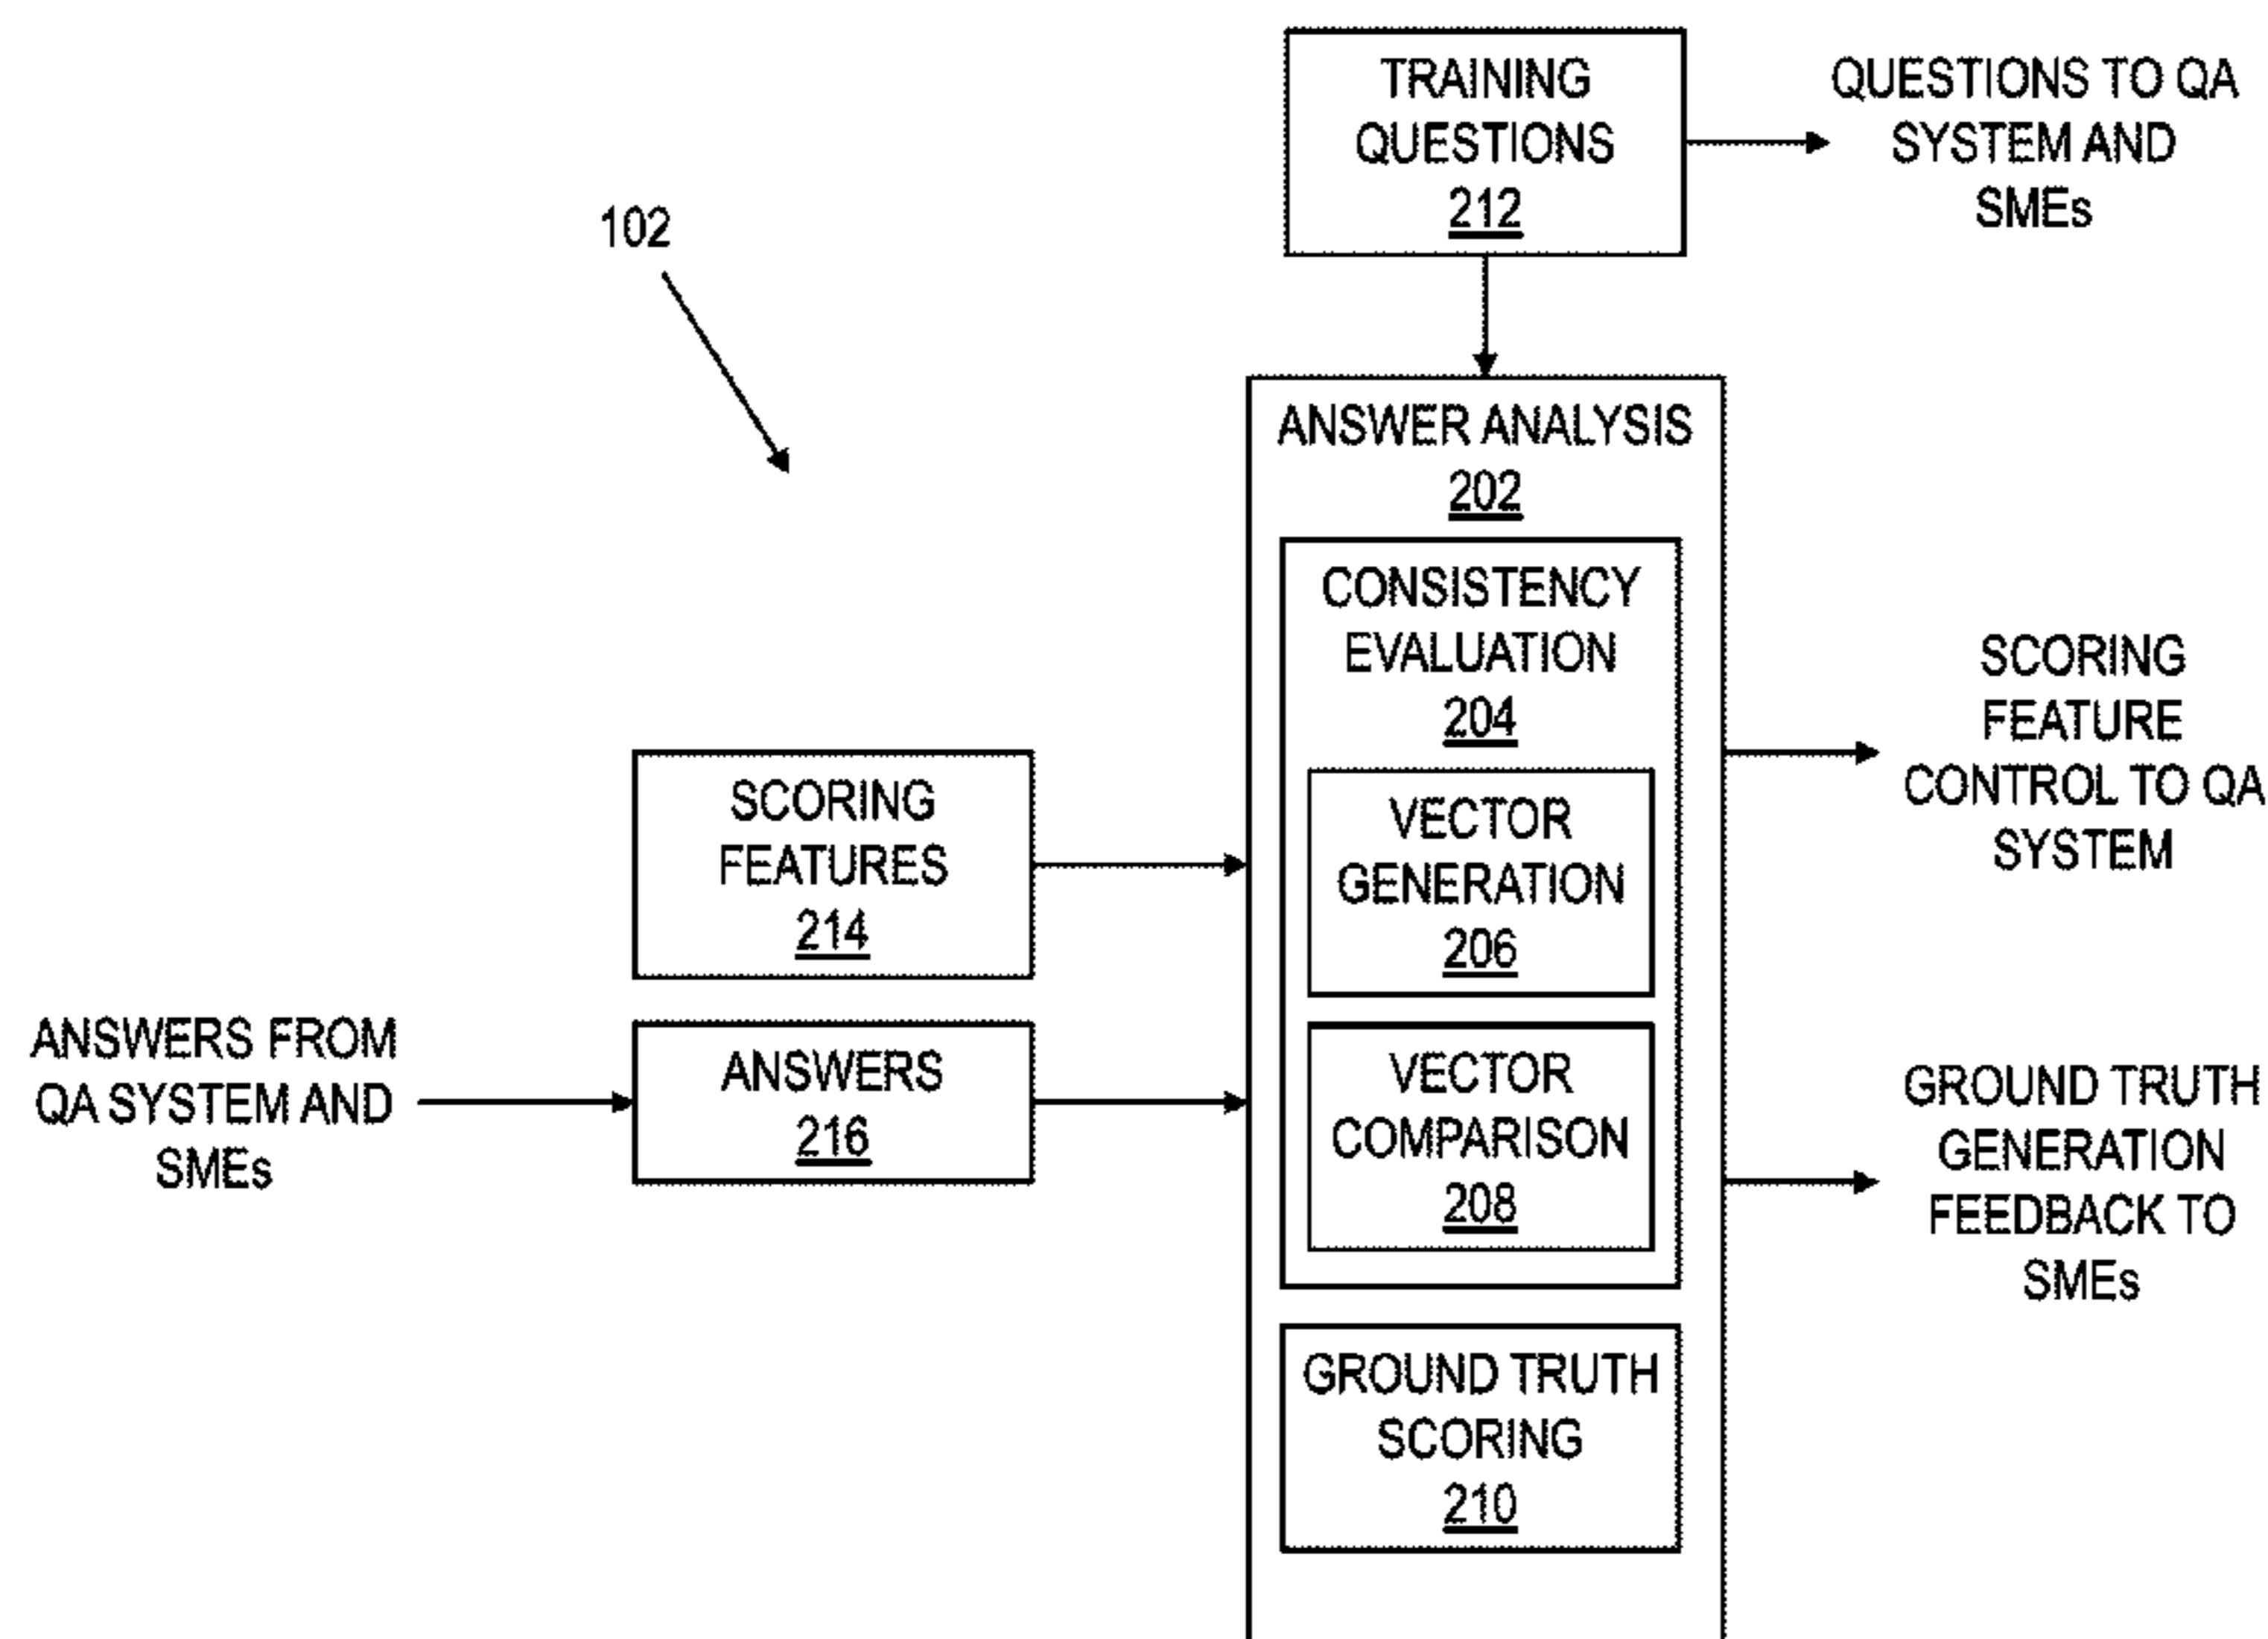 TRAINING
QUESTIONS
212
QUESTIONS TO QA
SYSTEM AND
SMEs
102
ANSWER ANALYSIS
202
CONSISTENCY
EVALUATION
204
VECTOR
GENERATION
206
VECTOR
COMPARISON
208
GROUND TRUTH
SCORING
210
SCORING
FEATURES
214
ANSWERS FROM
QA SYSTEM AND
SMEs
ANSWERS
216
SCORING
FEATURE
CONTROL TO QA
SYSTEM
GROUND TRUTH
GENERATION
FEEDBACK TO
SMEs